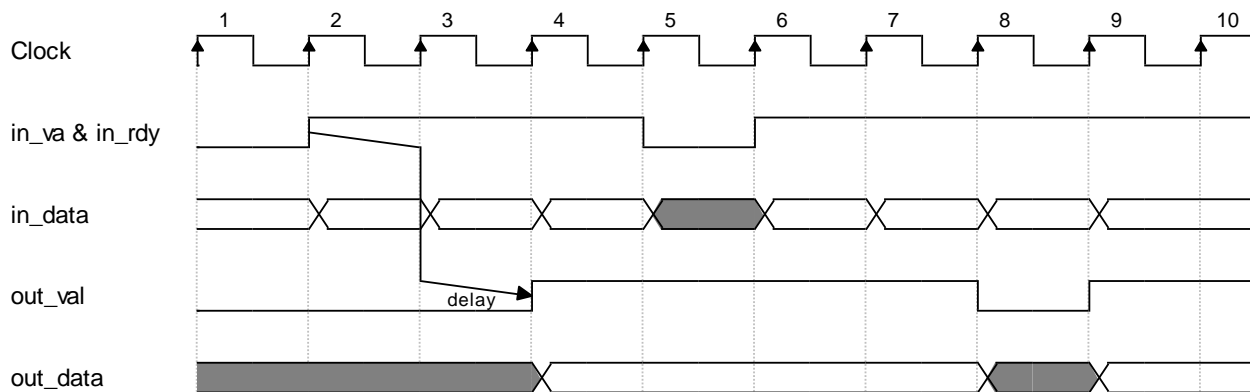 1 2 3 4 5 6 7 8 9 10
Clock
in_va & in_rdy
in_data
out_val
delay
out_data